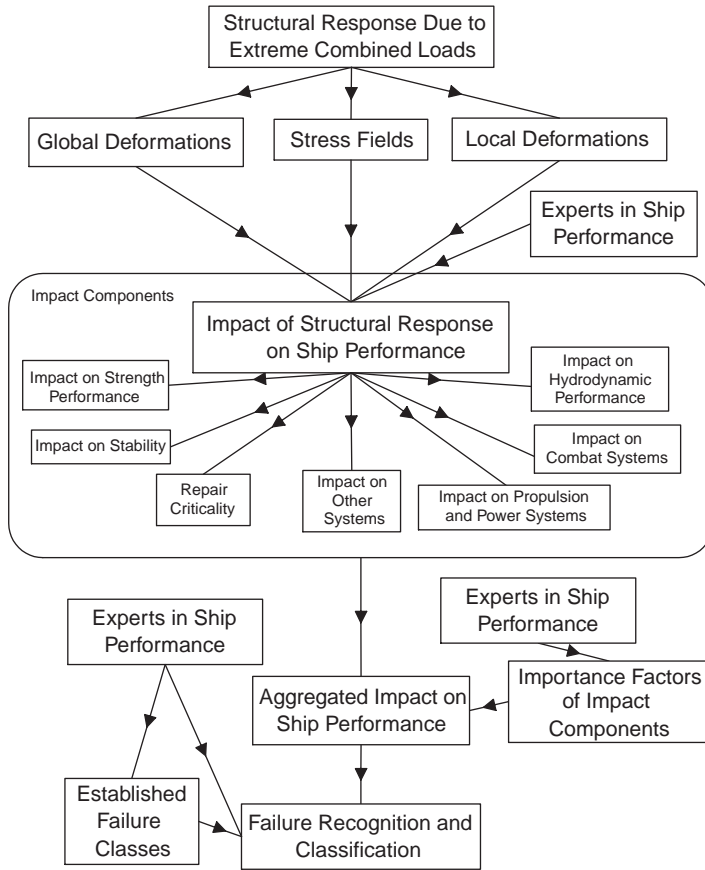 Structural Response Due to
Extreme Combined Loads
Global Deformations
Stress Fields
Local Deformations
Experts in Ship
Performance
Impact Components
Impact of Structural Response
on Ship Performance
Impact on Strength
Performance
Impact on
Hydrodynamic
Performance
Impact on Stability
Impact on
Combat Systems
Repair
Criticality
Impact on
Other
Systems
Impact on Propulsion
and Power Systems
Experts in Ship
Performance
Experts in Ship
Performance
Aggregated Impact on
Ship Performance
Importance Factors
of Impact
Components
Established
Failure
Classes
Failure Recognition and
Classification